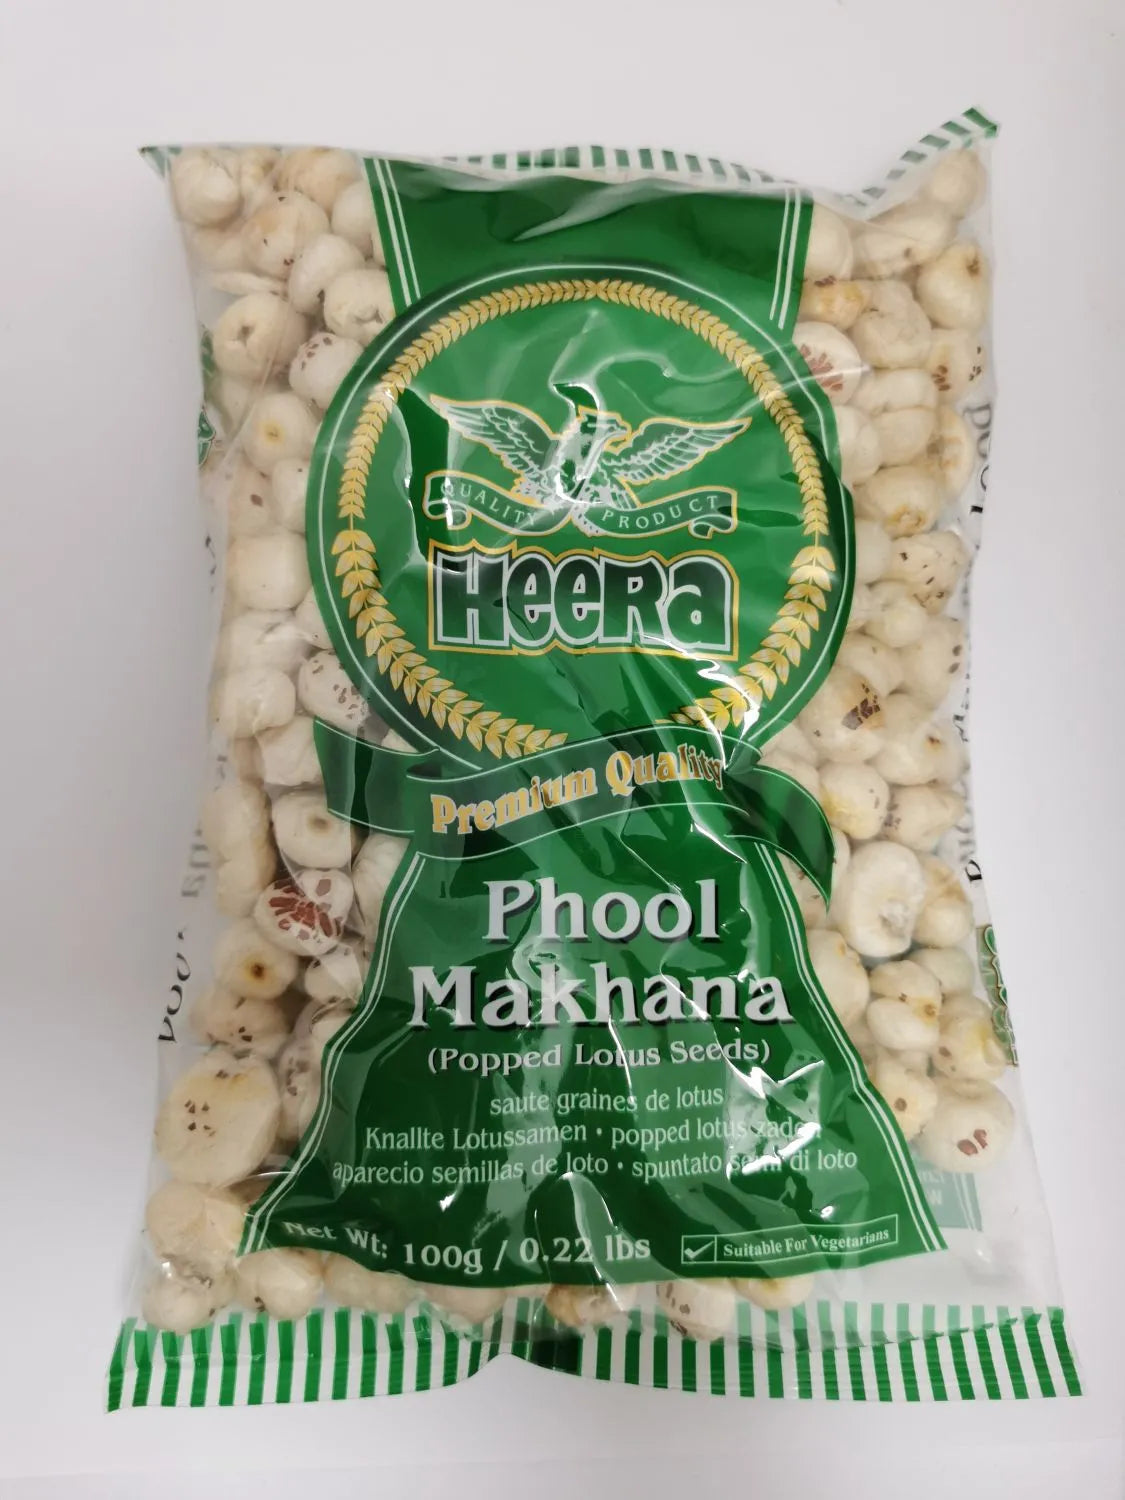 QUALITY PRODUCT
HeeRa
Premium Quality
Phool
Makhana
(Popped Lotus Seeds)
saute graines de lotus
Knallte Lotussamen • popped lotus zaden
aparecio semillas de loto • spuntato semi di loto
Net Wt: 100g / 0.22 lbs
Suitable For Vegetarians